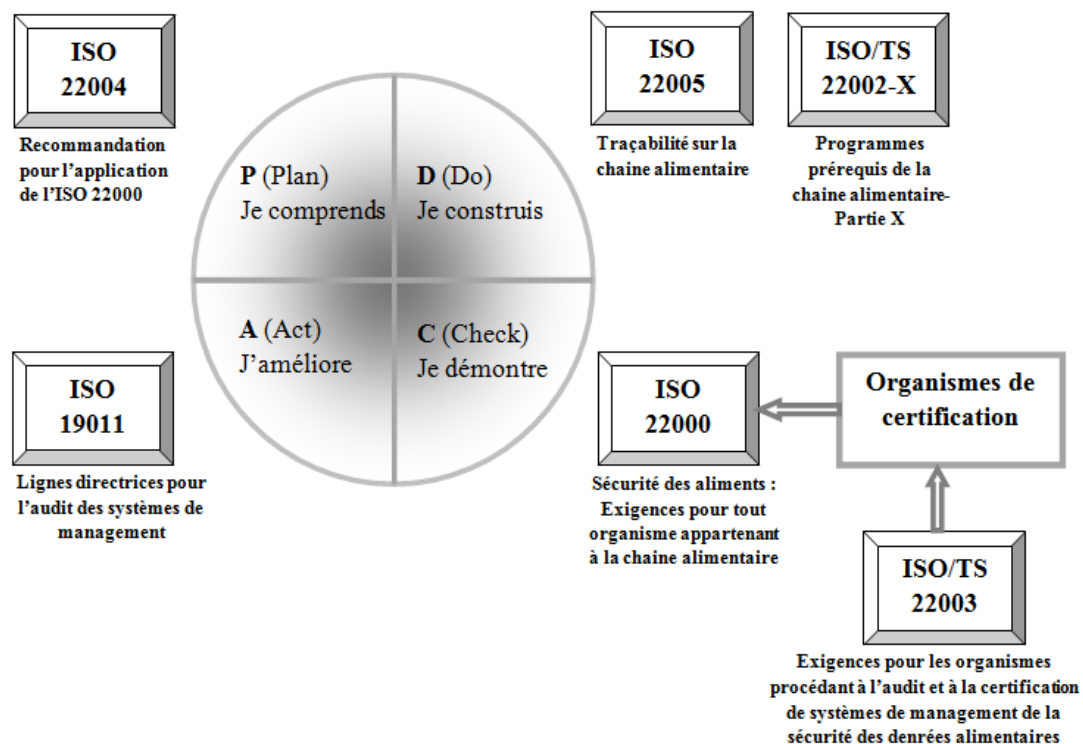 ISO
22004
Recommandation
pour l'application
de l'ISO 22000
P (Plan)
Je comprends
D (Do)
Je construis
ISO
22005
Traçabilité sur la
chaine alimentaire
ISO/TS
22002-X
Programmes
prérequis de la
chaine alimentaire-
Partie X
A (Act)
J'améliore
C (Check)
Je démontre
ISO
19011
Lignes directrices pour
l'audit des systèmes de
management
ISO
22000
Sécurité des aliments :
Exigences pour tout
organisme appartenant
à la chaine alimentaire
Organismes de
certification
ISO/TS
22003
Exigences pour les organismes
procédant à l'audit et à la certification
de systèmes de management de la
sécurité des denrées alimentaires